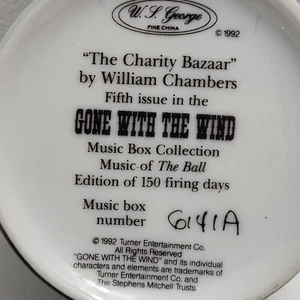 W. S. George
FINE CHINA
© 1992
"The Charity Bazaar"
by William Chambers
Fifth issue in the
GONE WITH THE WIND
Music Box Collection
Music of The Ball
Edition of 150 firing days
Music box
number 6141A
© 1992 Turner Entertainment Co.
All Rights Reserved
"GONE WITH THE WIND" and its individual
characters and elements are trademarks of
Turner Entertainment Co. and
The Stephens Mitchell Trusts.